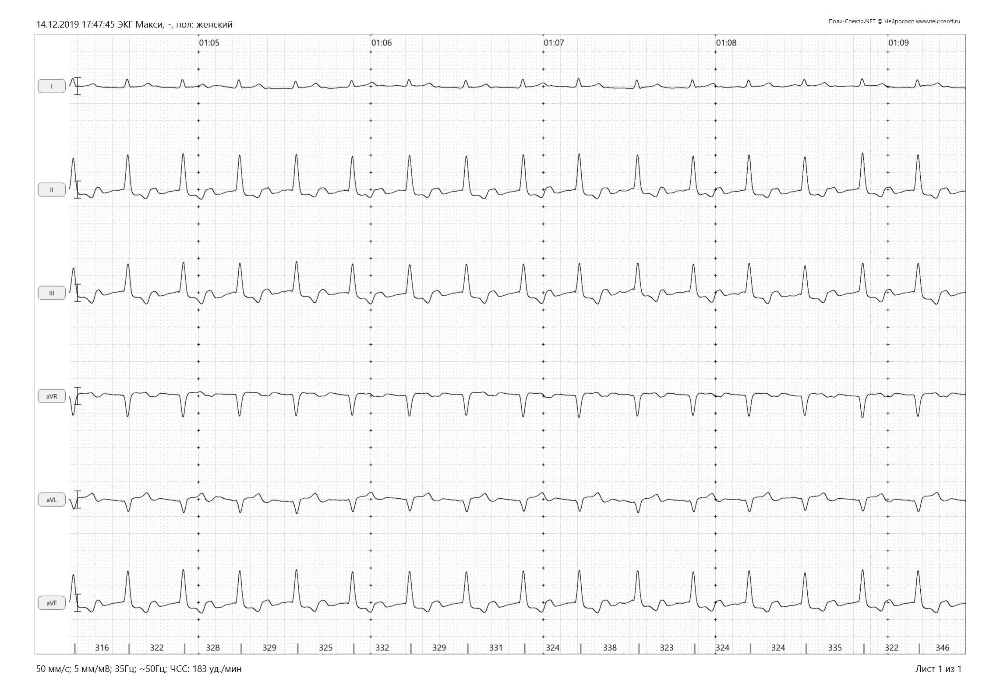 14.12.2019 17:47:45 ЭКГ Макси, -, пол: женский
Поли-Спектр.NET © Нейрософт www.neurosoft.ru
01:05 01:06 01:07 01:08 01:09
I
II
III
aVR
aVL
aVF
316 322 328 329 325 332 329 331 324 338 323 324 324 335 322 346
50 мм/с; 5 мм/мВ; 35Гц; ~50Гц; ЧСС: 183 уд./мин
Лист 1 из 1